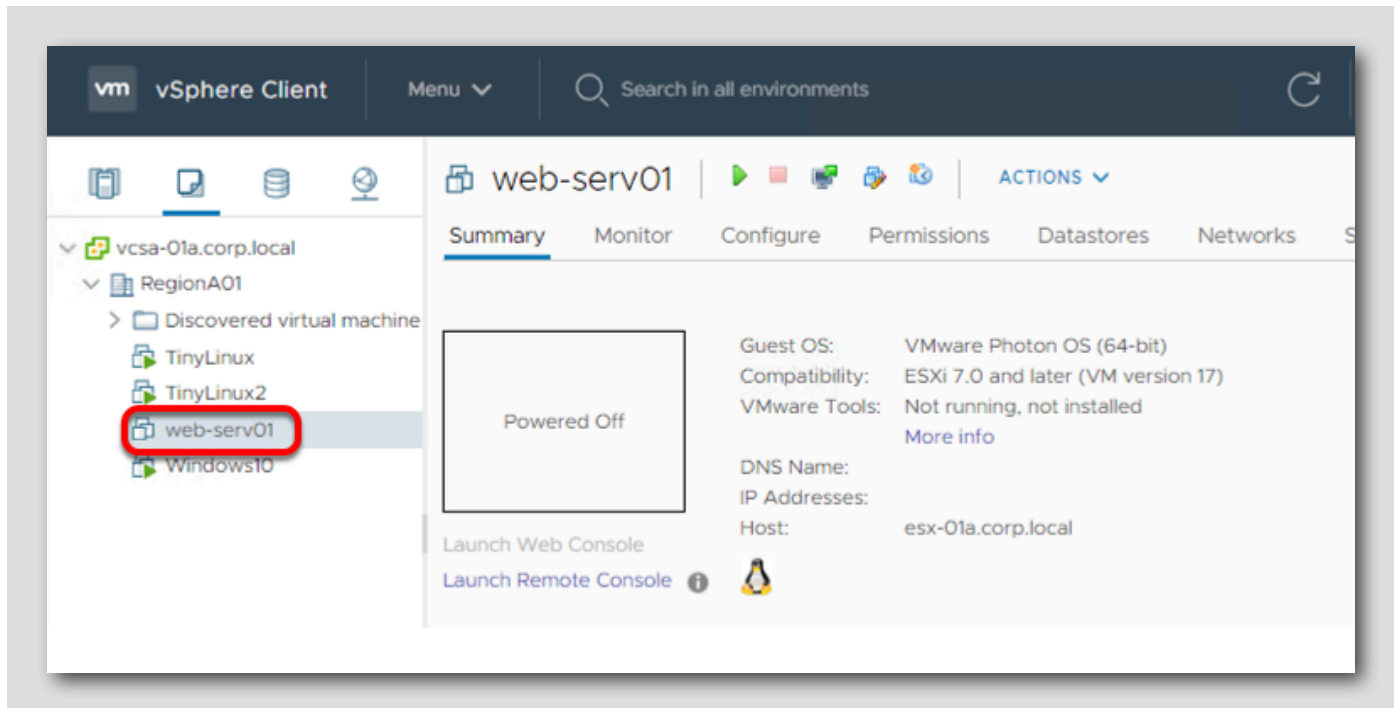 vm vSphere Client Menu Search in all environments
web-serv01 ACTIONS
Summary Monitor Configure Permissions Datastores Networks S
vcsa-01a.corp.local
RegionA01
Discovered virtual machine
TinyLinux
TinyLinux2
web-serv01
Windows10
Powered Off
Launch Web Console
Launch Remote Console
Guest OS: VMware Photon OS (64-bit)
Compatibility: ESXi 7.0 and later (VM version 17)
VMware Tools: Not running, not installed
More info
DNS Name:
IP Addresses:
Host: esx-01a.corp.local